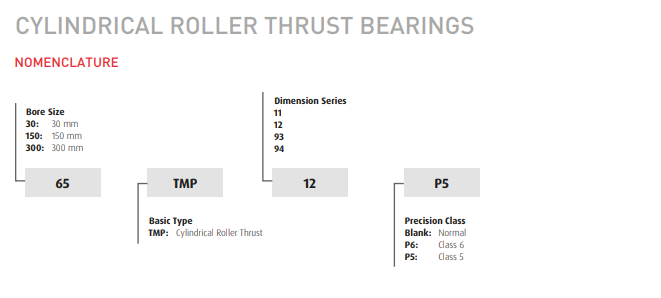 CYLINDRICAL ROLLER THRUST BEARINGS
NOMENCLATURE
Bore Size
30: 30 mm
150: 150 mm
300: 300 mm
Dimension Series
11
12
93
94
65
TMP
12
P5
Basic Type
TMP: Cylindrical Roller Thrust
Precision Class
Blank: Normal
P6: Class 6
P5: Class 5